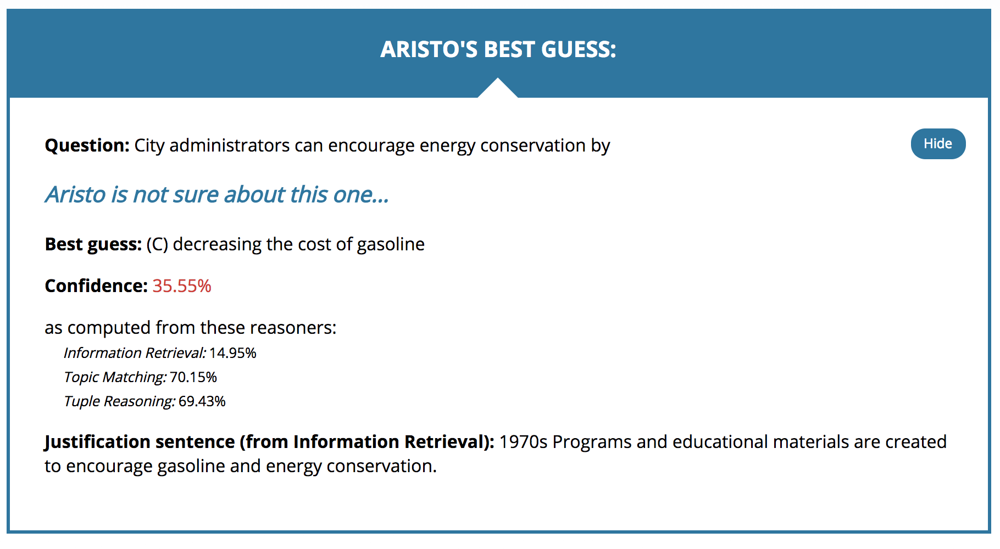 ARISTO'S BEST GUESS:
Question: City administrators can encourage energy conservation by
Hide
Aristo is not sure about this one...
Best guess: (C) decreasing the cost of gasoline
Confidence: 35.55%
as computed from these reasoners:
Information Retrieval: 14.95%
Topic Matching: 70.15%
Tuple Reasoning: 69.43%
Justification sentence (from Information Retrieval): 1970s Programs and educational materials are created
to encourage gasoline and energy conservation.